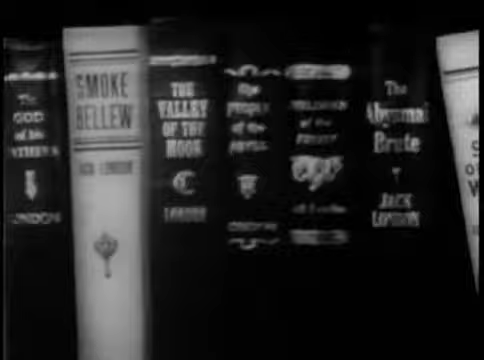 The
GOD
of his
FATHERS
LONDON
SMOKE
BELLEW
JACK LONDON
THE
VALLEY
OF THE
MOON
LONDON
The
PEOPLE
of the
ABYSS
CHILDREN
of the
FROST
The
Abysmal
Brute
JACK
LONDON